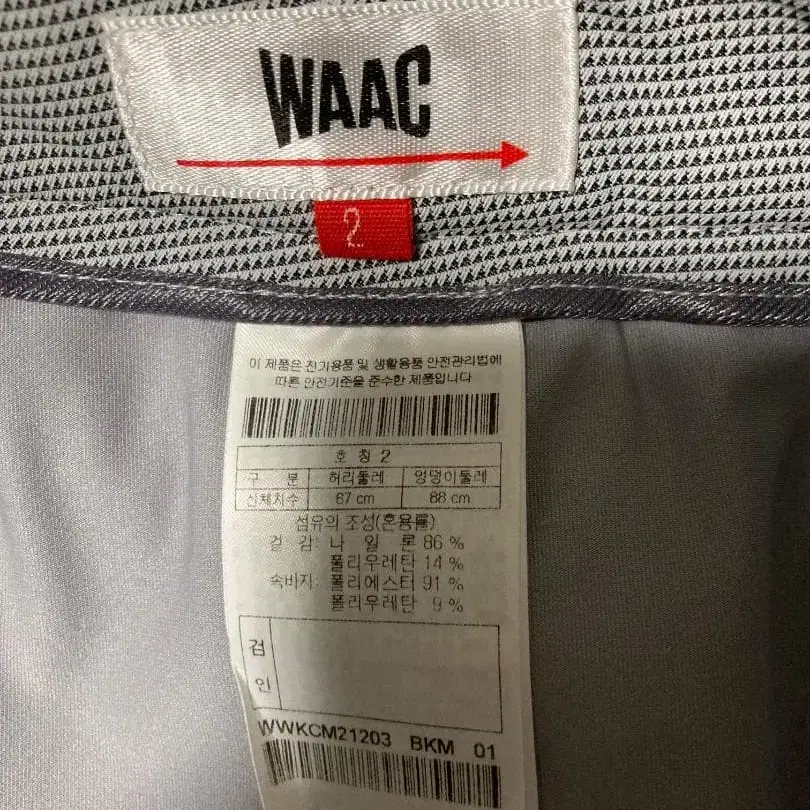 WAAC
2
이 제품은 전기용품 및 생활용품 안전관리법에
따른 안전기준을 준수한 제품입니다
호 칭 2
구 분 허리둘레 엉덩이둘레
신체치수 67 cm 88 cm
섬유의 조성(혼용률)
겉 감: 나 일 론 86 %
폴리우레탄 14 %
속바지: 폴리에스터 91 %
폴리우레탄 9 %
검
인
WWKCM21203 BKM 01